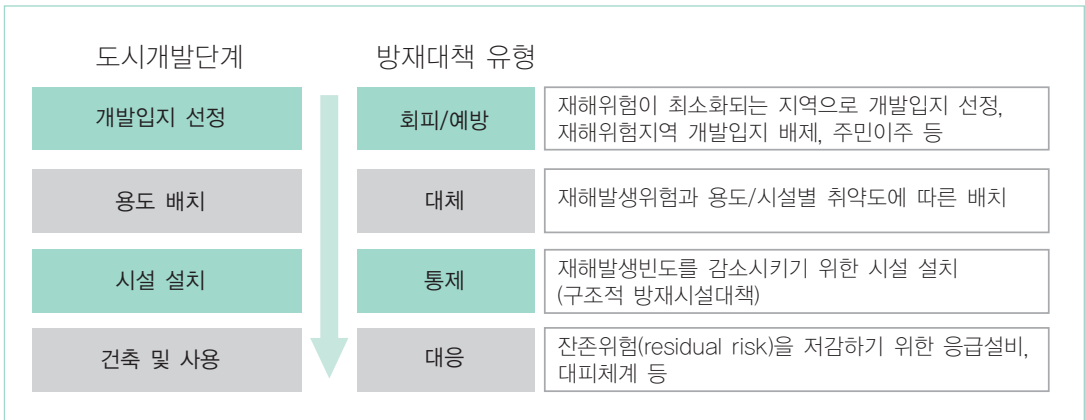 도시개발단계
방재대책 유형
개발입지 선정
회피/예방
재해위험이 최소화되는 지역으로 개발입지 선정,
재해위험지역 개발입지 배제, 주민이주 등
용도 배치
대체
재해발생위험과 용도/시설별 취약도에 따른 배치
시설 설치
통제
재해발생빈도를 감소시키기 위한 시설 설치
(구조적 방재시설대책)
건축 및 사용
대응
잔존위험(residual risk)을 저감하기 위한 응급설비,
대피체계 등